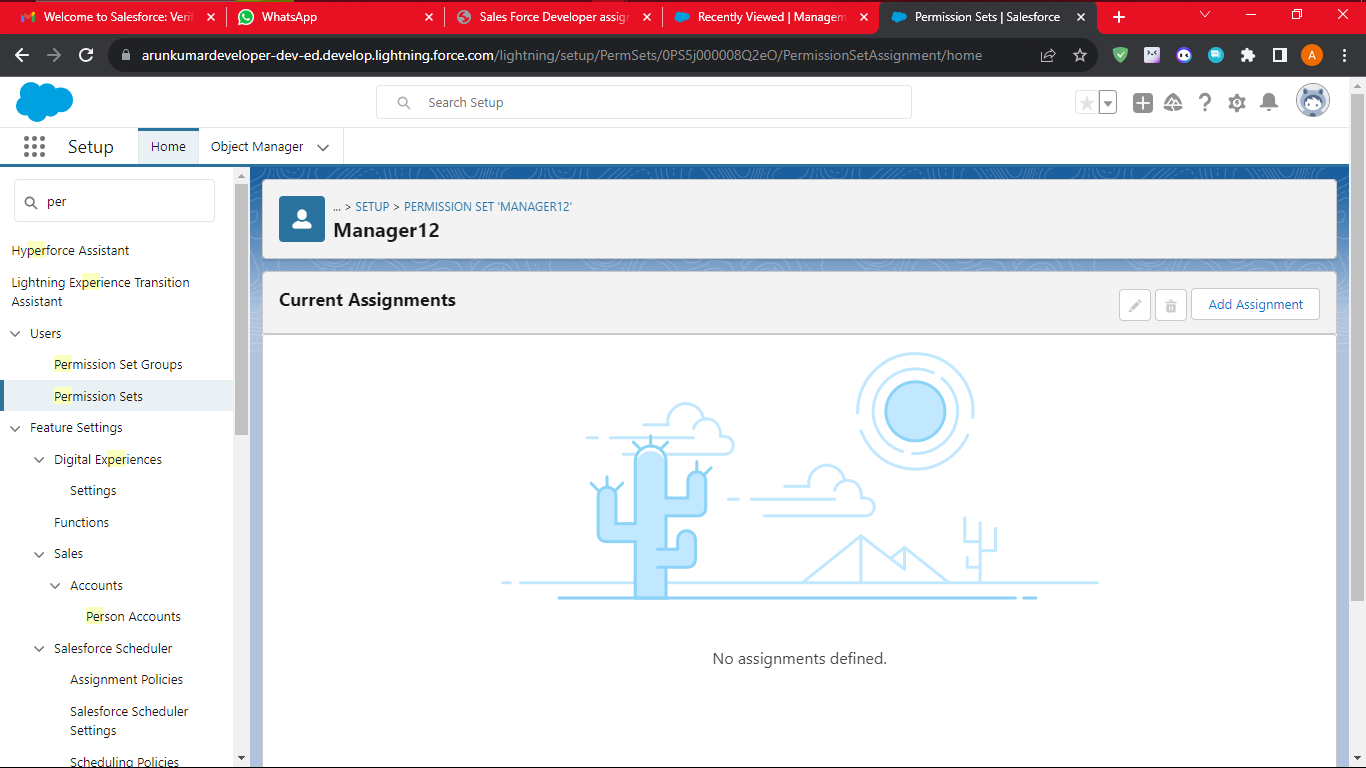 Welcome to Salesforce: Verif
WhatsApp
Sales Force Developer assign
Recently Viewed | Managem
Permission Sets | Salesforce
arunkumardeveloper-dev-ed.develop.lightning.force.com/lightning/setup/PermSets/0PS5j000008Q2eO/PermissionSetAssignment/home
A
Search Setup
Setup
Home
Object Manager
per
Hyperforce Assistant
Lightning Experience Transition
Assistant
Users
Permission Set Groups
Permission Sets
Feature Settings
Digital Experiences
Settings
Functions
Sales
Accounts
Person Accounts
Salesforce Scheduler
Assignment Policies
Salesforce Scheduler
Settings
Scheduling Policies
... > SETUP > PERMISSION SET 'MANAGER12'
Manager12
Current Assignments
Add Assignment
No assignments defined.